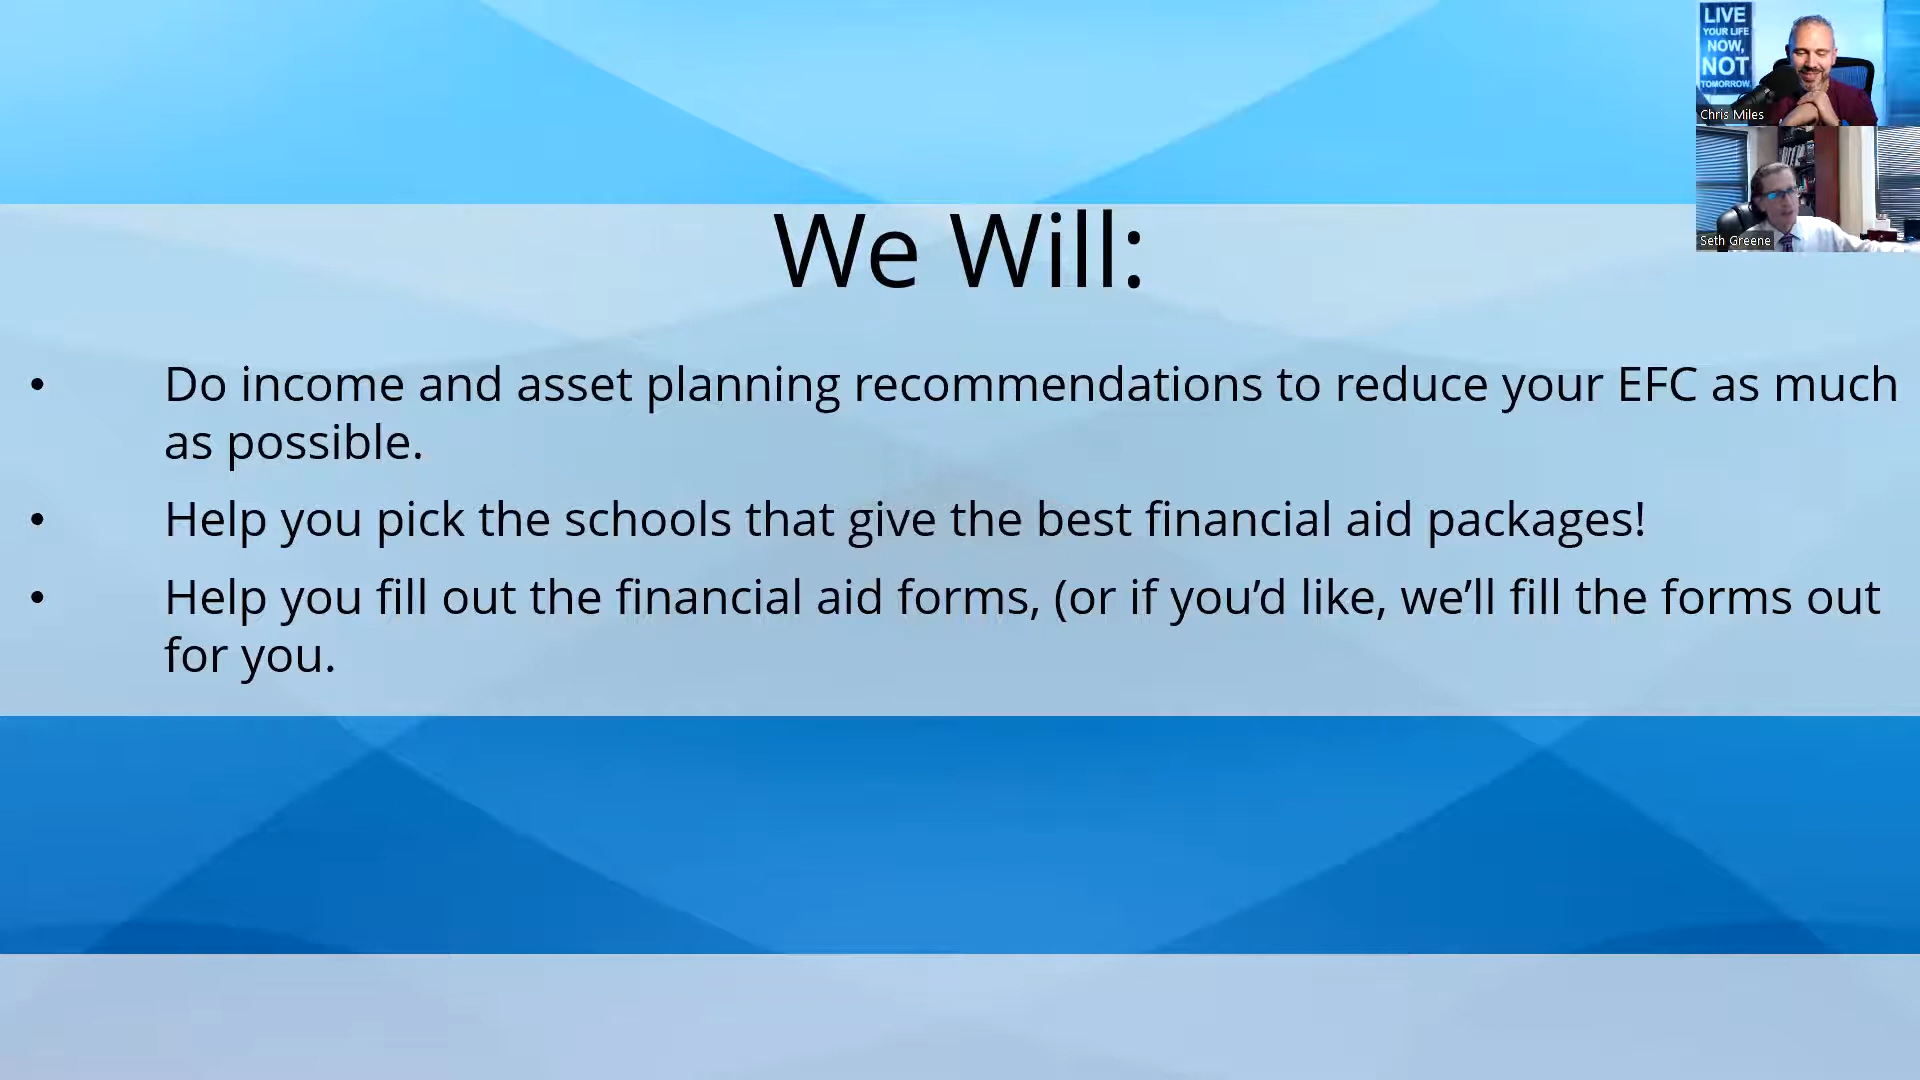 LIVE
YOUR LIFE
NOW,
NOT
TOMORROW.
Chris Miles
Seth Greene
We Will:
• Do income and asset planning recommendations to reduce your EFC as much
as possible.
• Help you pick the schools that give the best financial aid packages!
• Help you fill out the financial aid forms, (or if you’d like, we’ll fill the forms out
for you.